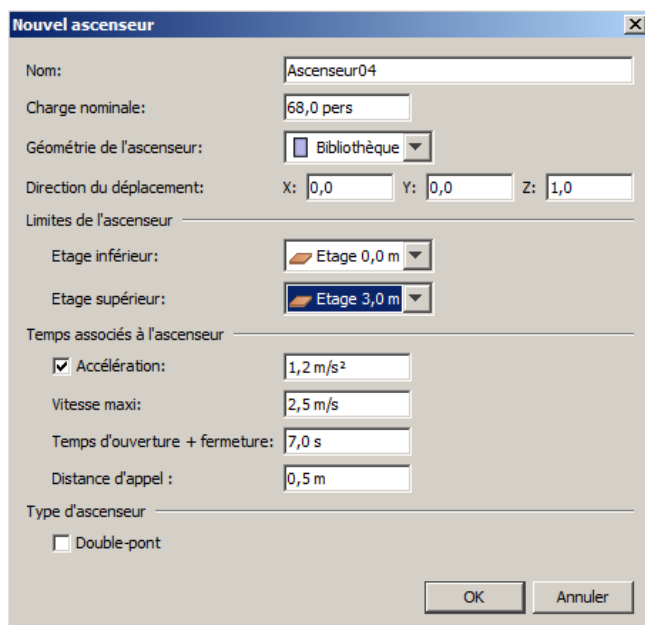 Nouvel ascenseur
Nom: Ascenseur04
Charge nominale: 68,0 pers
Géométrie de l'ascenseur: Bibliothèque
Direction du déplacement: X: 0,0 Y: 0,0 Z: 1,0
Limites de l'ascenseur
Etage inférieur: Etage 0,0 m
Etage supérieur: Etage 3,0 m
Temps associés à l'ascenseur
Accélération: 1,2 m/s²
Vitesse maxi: 2,5 m/s
Temps d'ouverture + fermeture: 7,0 s
Distance d'appel : 0,5 m
Type d'ascenseur
Double-pont
OK Annuler